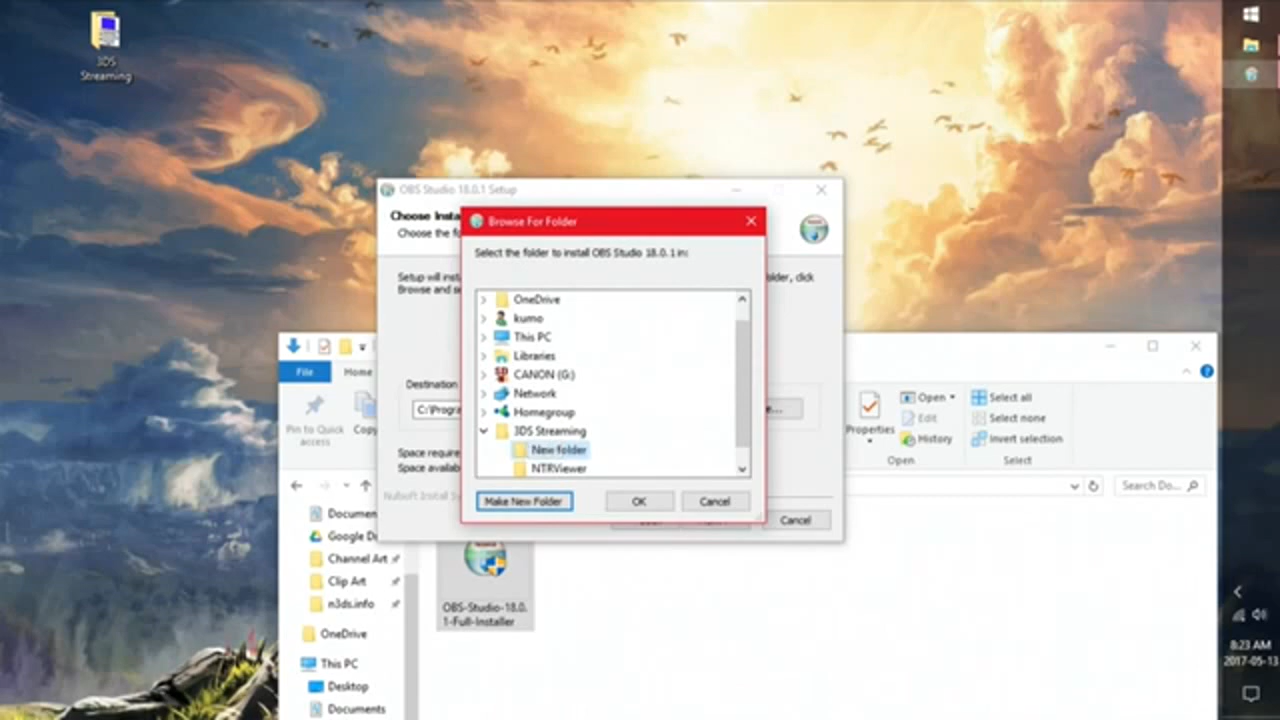 3DS
Streaming
OBS Studio 18.0.1 Setup
Choose Insta
Choose the fo
Browse For Folder
Select the folder to install OBS Studio 18.0.1 in:
Setup will inst
older, click
Browse and se
OneDrive
kumo
This PC
Libraries
CANON (G:)
Network
Homegroup
3DS Streaming
New folder
NTRViewer
Destination
C:\Progra
e...
Space require
Space availab
Nullsoft Install Sy
Make New Folder
OK
Cancel
Cancel
File
Home
Pin to Quick
access
Copy
Properties
Open
Edit
History
Open
Select all
Select none
Invert selection
Select
Search Do...
Documen
Google D
Channel Art
Clip Art
n3ds.info
OneDrive
This PC
Desktop
Documents
OBS-Studio-18.0.
1-Full-Installer
8:23 AM
2017-05-13